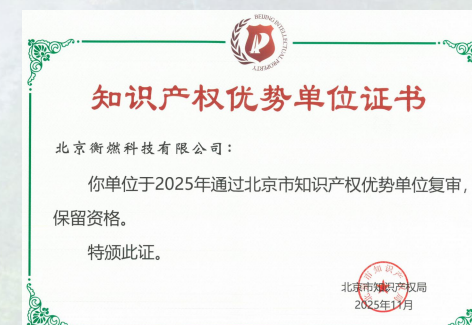 BEIJING INTELLECTUAL PROPERTY
知识产权优势单位证书
北京衡燃科技有限公司：
你单位于2025年通过北京市知识产权优势单位复审，
保留资格。
特颁此证。
北京市知识产权局
2025年11月